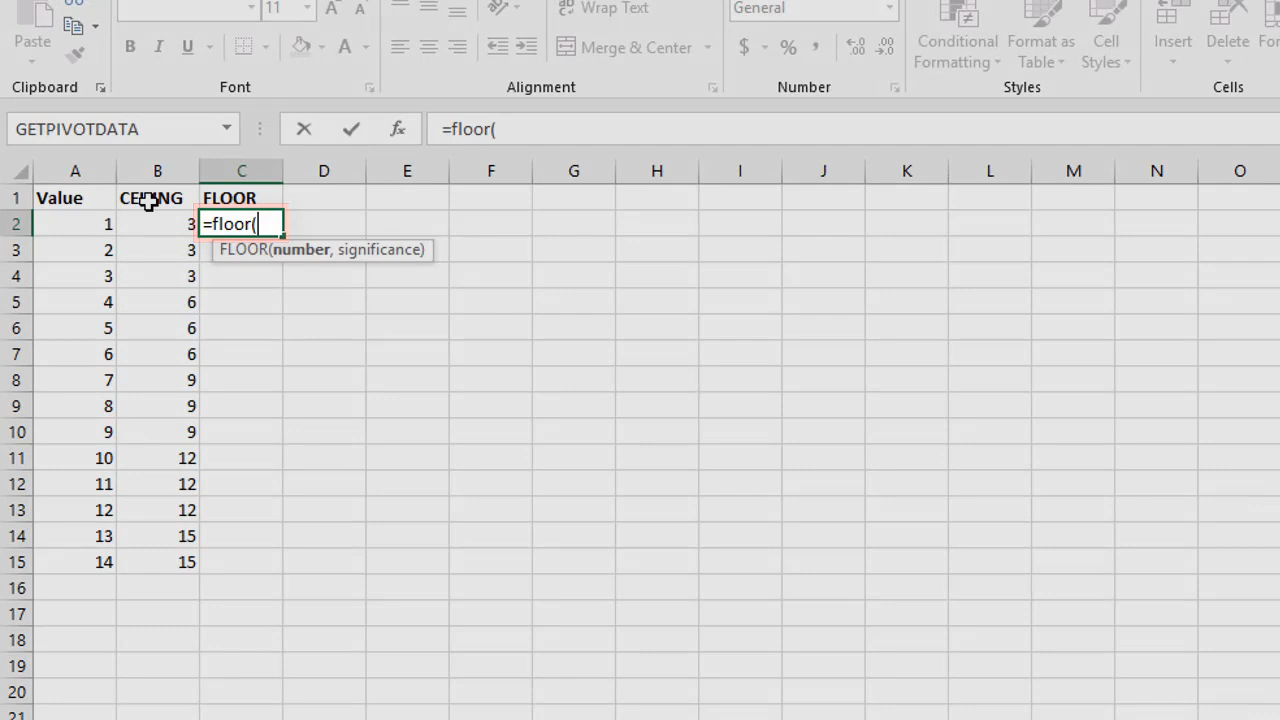 11 A A Wrap Text General
Paste B I U A Merge & Center $ % , Conditional Formatting Format as Table Cell Styles Insert Delete
Clipboard Font Alignment Number Styles Cells
GETPIVOTDATA fx =floor(
A B C D E F G H I J K L M N O
1 Value FLOOR
2 1 3 =floor(
3 2 3 FLOOR(number, significance)
4 3 3
5 4 6
6 5 6
7 6 6
8 7 9
9 8 9
10 9 9
11 10 12
12 11 12
13 12 12
14 13 15
15 14 15
16
17
18
19
20
21